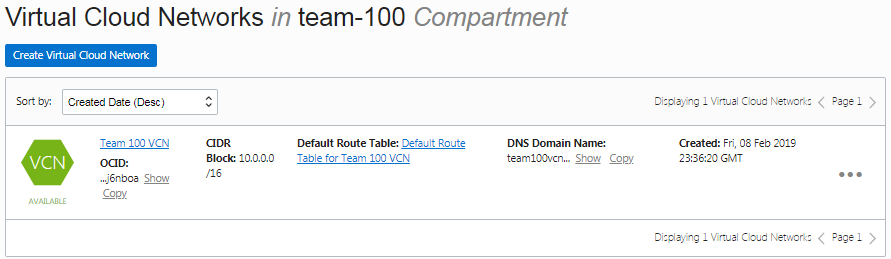 Virtual Cloud Networks in team-100 Compartment
Create Virtual Cloud Network
Sort by: Created Date (Desc) Displaying 1 Virtual Cloud Networks Page 1
VCN
AVAILABLE
Team 100 VCN
OCID:
...j6nboa Show
Copy
CIDR
Block: 10.0.0.0
/16
Default Route Table: Default Route
Table for Team 100 VCN
DNS Domain Name:
team100vcn... Show Copy
Created: Fri, 08 Feb 2019
23:36:20 GMT
Displaying 1 Virtual Cloud Networks Page 1